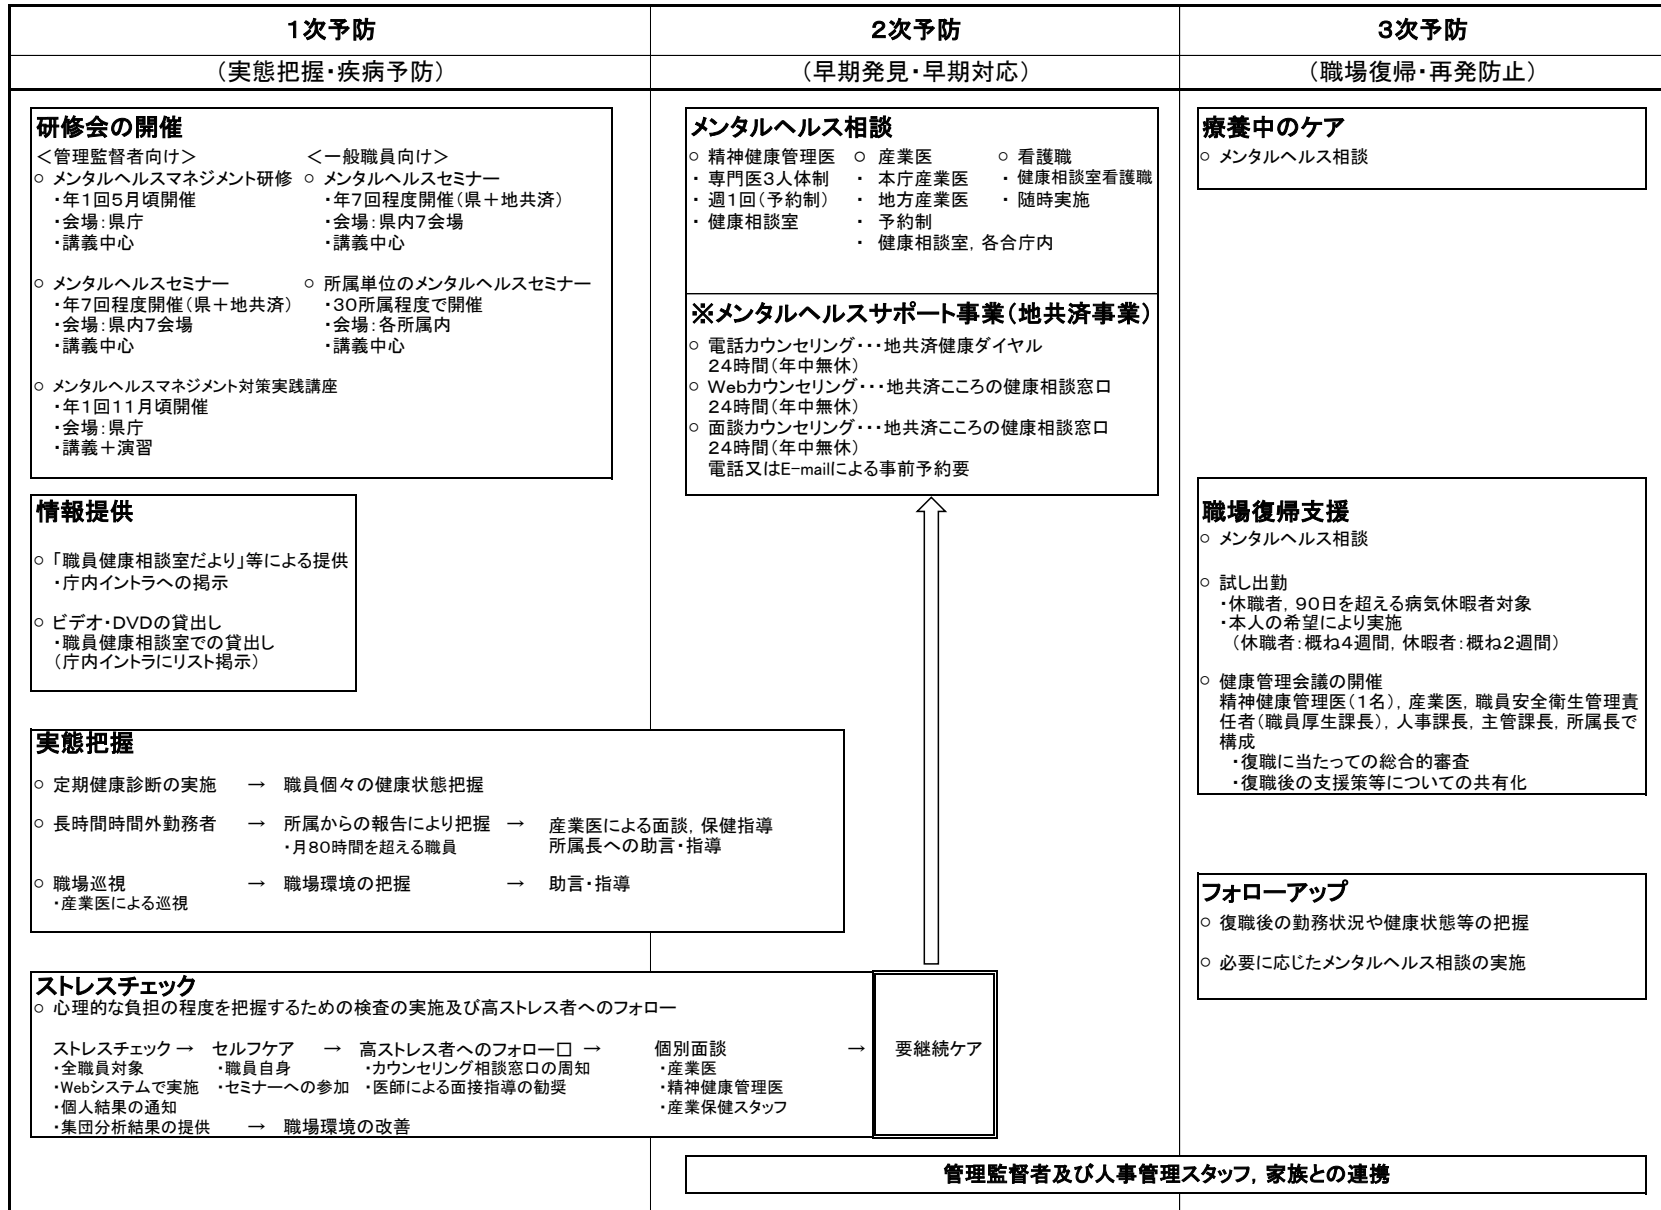 1次予防
2次予防
3次予防
（実態把握・疾病予防）
（早期発見・早期対応）
（職場復帰・再発防止）
研修会の開催
＜管理監督者向け＞
○ メンタルヘルスマネジメント研修
・年1回5月頃開催
・会場：県庁
・講義中心
○ メンタルヘルスセミナー
・年7回程度開催（県＋地共済）
・会場：県内7会場
・講義中心
○ メンタルヘルスマネジメント対策実践講座
・年1回11月頃開催
・会場：県庁
・講義＋演習
＜一般職員向け＞
○ メンタルヘルスセミナー
・年7回程度開催（県＋地共済）
・会場：県内7会場
・講義中心
○ 所属単位のメンタルヘルスセミナー
・30所属程度で開催
・会場：各所属内
・講義中心
情報提供
○ 「職員健康相談室だより」等による提供
・庁内イントラへの掲示
○ ビデオ・DVDの貸出し
・職員健康相談室での貸出し
（庁内イントラにリスト掲示）
実態把握
○ 定期健康診断の実施 → 職員個々の健康状態把握
○ 長時間時間外勤務者 → 所属からの報告により把握 → 産業医による面談，保健指導
・月80時間を超える職員
所属長への助言・指導
○ 職場巡視 → 職場環境の把握 → 助言・指導
・産業医による巡視
ストレスチェック
○ 心理的な負担の程度を把握するための検査の実施及び高ストレス者へのフォロー
ストレスチェック → セルフケア → 高ストレス者へのフォロー□ → 個別面談 → 要継続ケア
・全職員対象 ・職員自身 ・カウンセリング相談窓口の周知 ・産業医
・Webシステムで実施 ・セミナーへの参加 ・医師による面接指導の勧奨 ・精神健康管理医
・個人結果の通知 ・産業保健スタッフ
・集団分析結果の提供 → 職場環境の改善
メンタルヘルス相談
○ 精神健康管理医
・ 専門医3人体制
・ 週1回（予約制）
・ 健康相談室
○ 産業医
・ 本庁産業医
・ 地方産業医
・ 予約制
・ 健康相談室，各合庁内
○ 看護職
・ 健康相談室看護職
・ 随時実施
※メンタルヘルスサポート事業（地共済事業）
○ 電話カウンセリング・・・地共済健康ダイヤル
24時間（年中無休）
○ Webカウンセリング・・・地共済こころの健康相談窓口
24時間（年中無休）
○ 面談カウンセリング・・・地共済こころの健康相談窓口
24時間（年中無休）
電話又はE-mailによる事前予約要
療養中のケア
○ メンタルヘルス相談
職場復帰支援
○ メンタルヘルス相談
○ 試し出勤
・休職者，90日を超える病気休暇者対象
・本人の希望により実施
（休職者：概ね4週間，休暇者：概ね2週間）
○ 健康管理会議の開催
精神健康管理医（1名），産業医，職員安全衛生管理責
任者（職員厚生課長），人事課長，主管課長，所属長で
構成
・復職に当たっての総合的審査
・復職後の支援策等についての共有化
フォローアップ
○ 復職後の勤務状況や健康状態等の把握
○ 必要に応じたメンタルヘルス相談の実施
管理監督者及び人事管理スタッフ，家族との連携